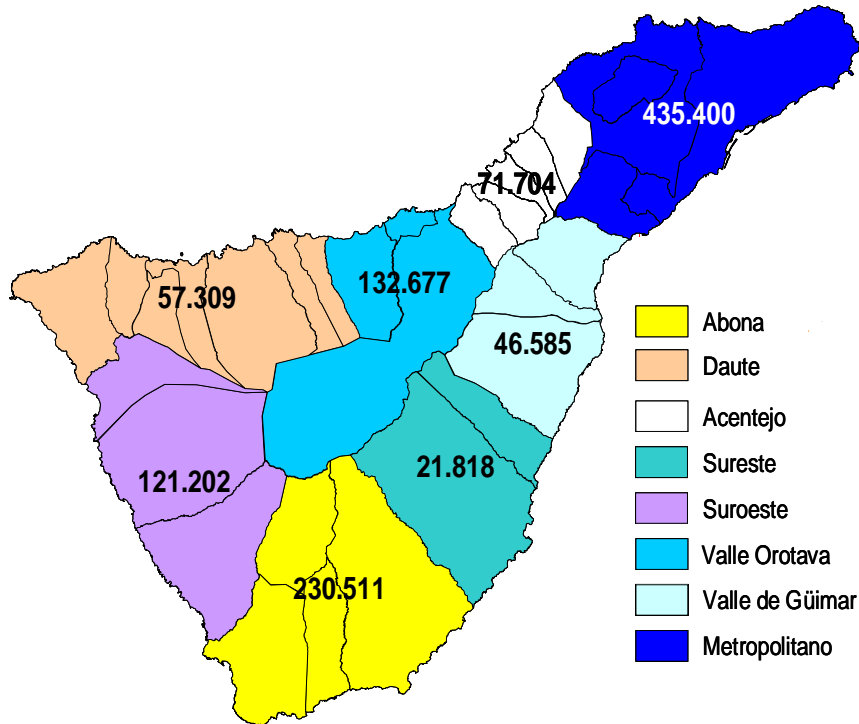 435.400
71.704
132.677
57.309
46.585
21.818
121.202
230.511
Abona
Daute
Acentejo
Sureste
Suroeste
Valle Orotava
Valle de Güimar
Metropolitano